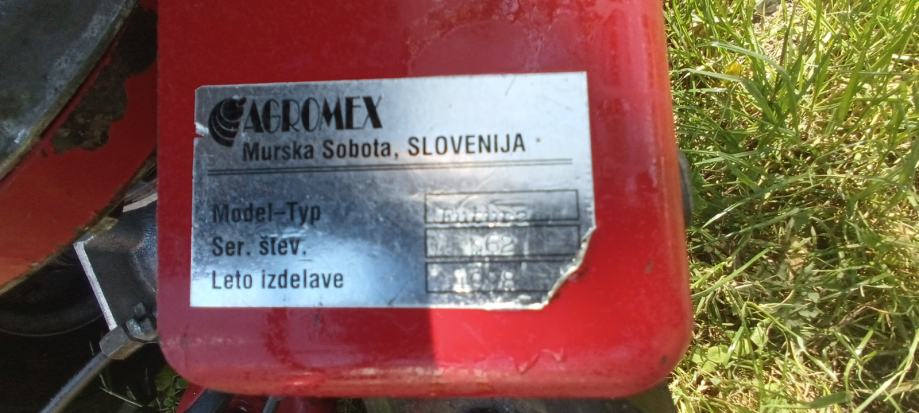 AGROMEX
Murska Sobota, SLOVENIJA
Model-Typ
Ser. štev.
Leto izdelave